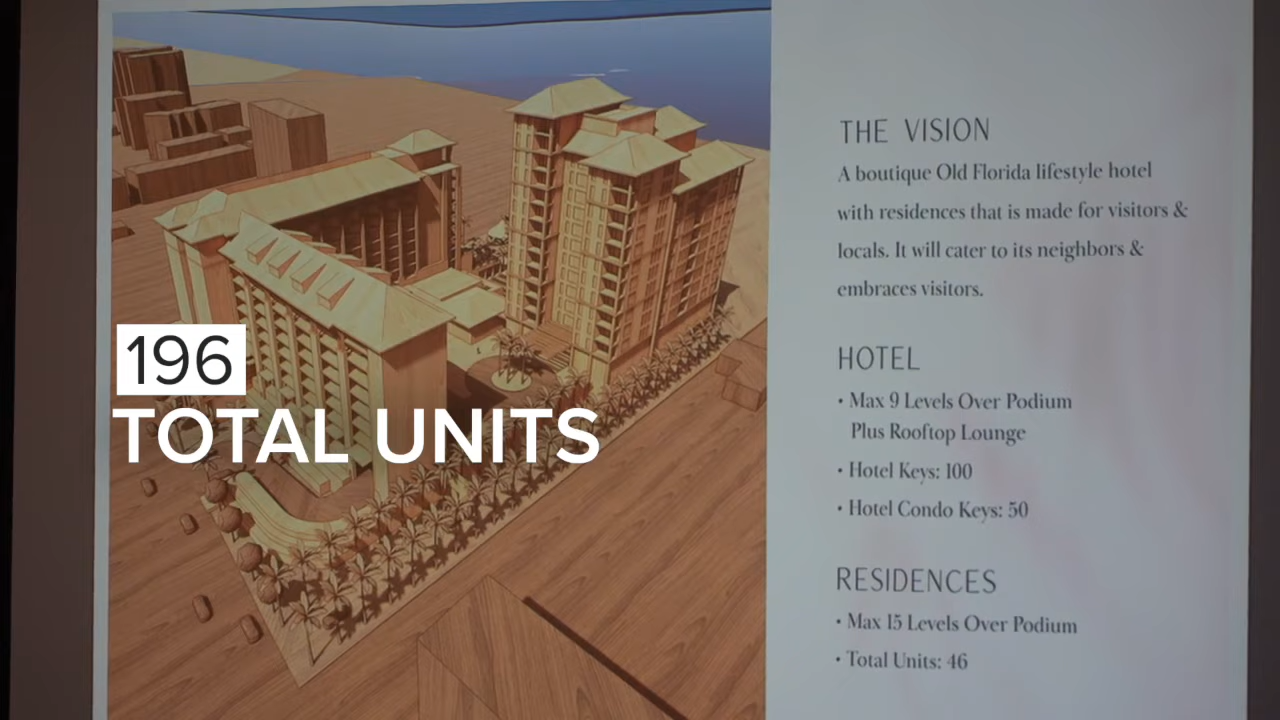 196
TOTAL UNITS
THE VISION
A boutique Old Florida lifestyle hotel
with residences that is made for visitors &
locals. It will cater to its neighbors &
embraces visitors.
HOTEL
• Max 9 Levels Over Podium
Plus Rooftop Lounge
• Hotel Keys: 100
• Hotel Condo Keys: 50
RESIDENCES
• Max 15 Levels Over Podium
• Total Units: 46